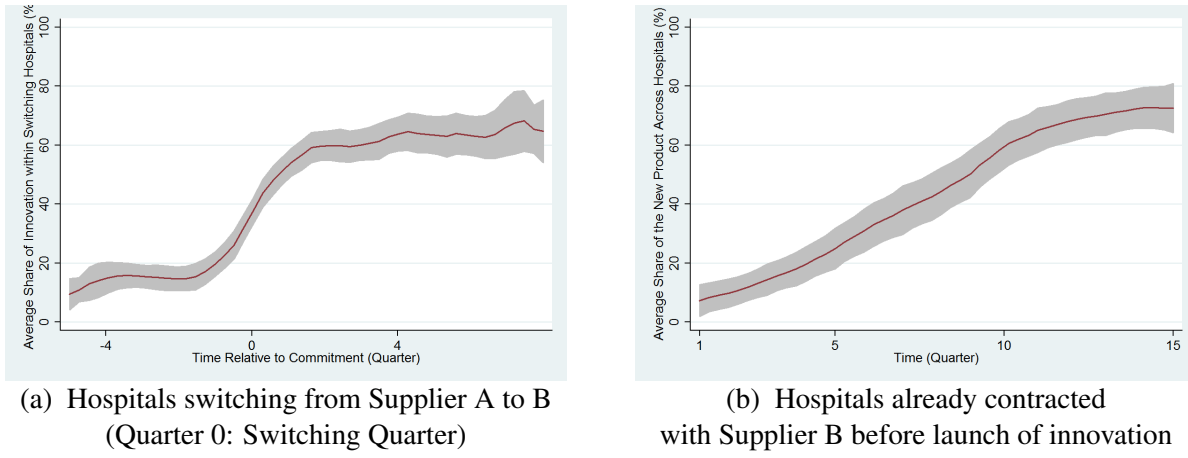 Average Share of Innovation within Switching Hospitals (%
100
80
60
40
20
0
-4
0
4
Time Relative to Commitment (Quarter)
(a) Hospitals switching from Supplier A to B
(Quarter 0: Switching Quarter)
Average Share of the New Product Across Hospitals (%)
100
80
60
40
20
0
1
5
10
15
Time (Quarter)
(b) Hospitals already contracted
with Supplier B before launch of innovation